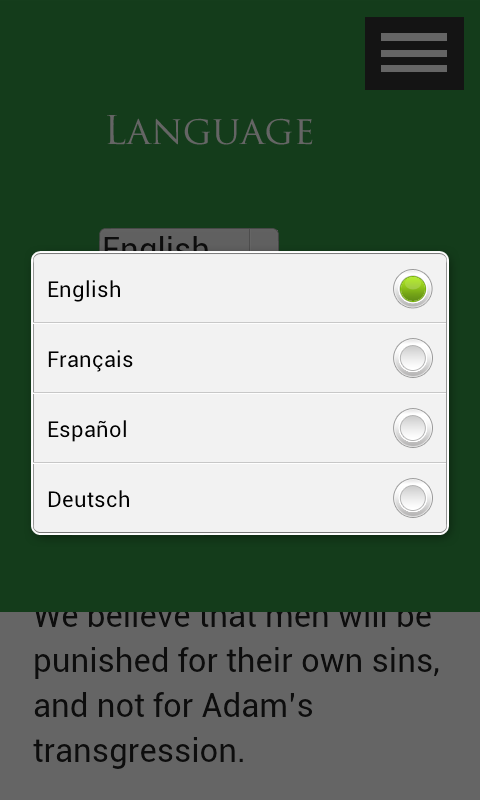 Language
English
English
Français
Español
Deutsch
We believe that men will be
punished for their own sins,
and not for Adam's
transgression.